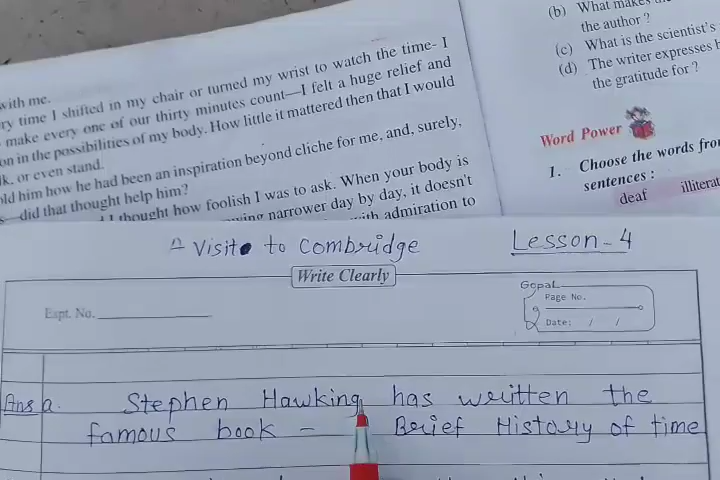 with me.
ry time I shifted in my chair or turned my wrist to watch the time- I
make every one of our thirty minutes count—I felt a huge relief and
on in the possibilities of my body. How little it mattered then that I would
lk, or even stand.
old him how he had been an inspiration beyond cliche for me, and, surely,
did that thought help him?
I thought how foolish I was to ask. When your body is
narrower day by day, it doesn't
with admiration to
(b) What makes
the author ?
(c) What is the scientist's
(d) The writer expresses h
the gratitude for ?
Word Power
1. Choose the words fro
sentences :
deaf illiterat
A Visit to Combridge Lesson-4
Write Clearly
Expt. No.
Gopal
Page No.
Date: / /
Ans a. Stephen Hawking has written the
famous book - Brief History of time